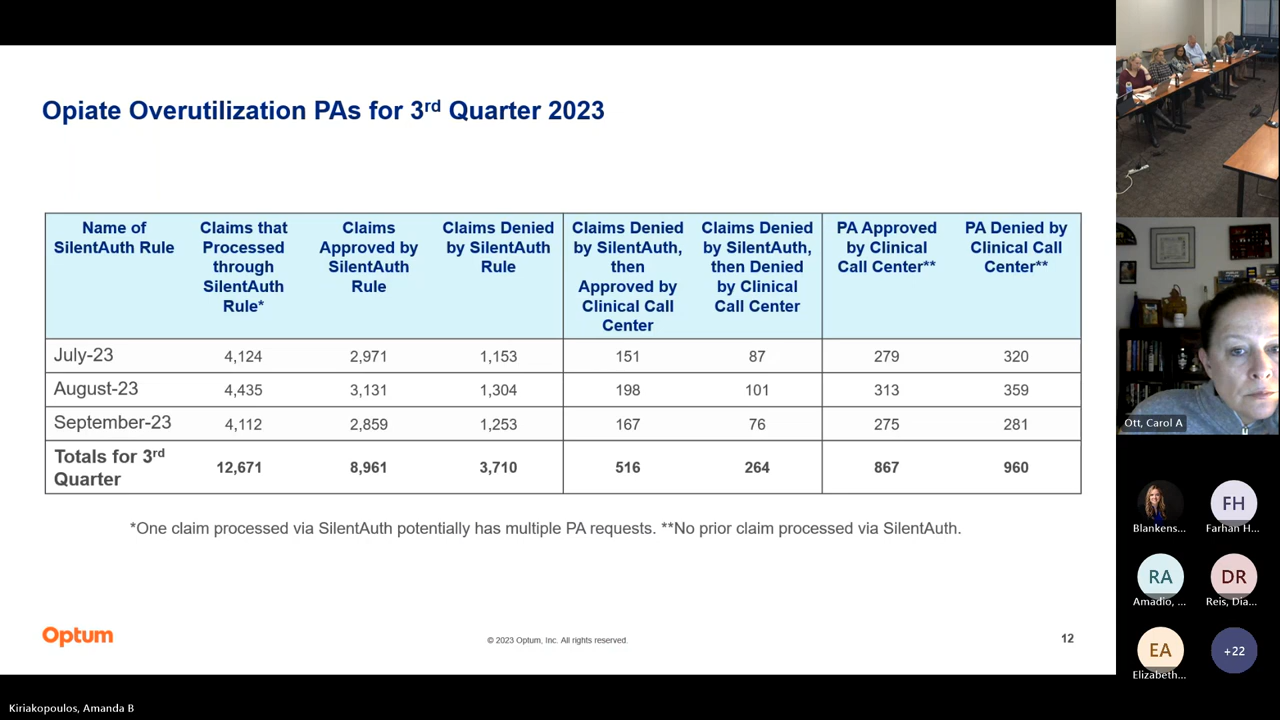 Opiate Overutilization PAs for 3rd Quarter 2023
Name of
SilentAuth Rule
Claims that
Processed
through
SilentAuth
Rule*
Claims
Approved by
SilentAuth
Rule
Claims Denied
by SilentAuth
Rule
Claims Denied
by SilentAuth,
then
Approved by
Clinical Call
Center
Claims Denied
by SilentAuth,
then Denied
by Clinical
Call Center
PA Approved
by Clinical
Call Center**
PA Denied by
Clinical Call
Center**
July-23 4,124 2,971 1,153 151 87 279 320
August-23 4,435 3,131 1,304 198 101 313 359
September-23 4,112 2,859 1,253 167 76 275 281
Totals for 3rd
Quarter 12,671 8,961 3,710 516 264 867 960
*One claim processed via SilentAuth potentially has multiple PA requests. **No prior claim processed via SilentAuth.
Optum
© 2023 Optum, Inc. All rights reserved.
12
Ott, Carol A
Blankens...
FH
Farhan H...
RA
Amadio, ...
DR
Reis, Dia...
EA
Elizabeth...
+22
Kiriakopoulos, Amanda B